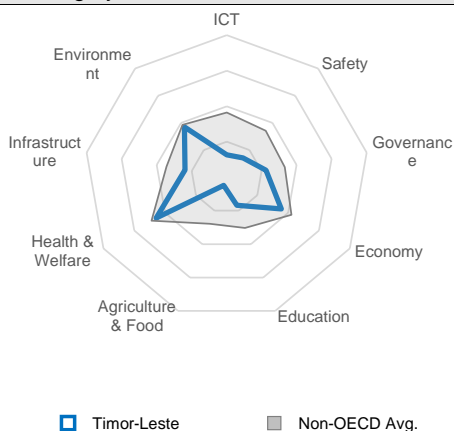 ICT
Environme
nt
Safety
Infrastruct
ure
Governanc
e
Health &
Welfare
Economy
Agriculture
& Food
Education
Timor-Leste
Non-OECD Avg.